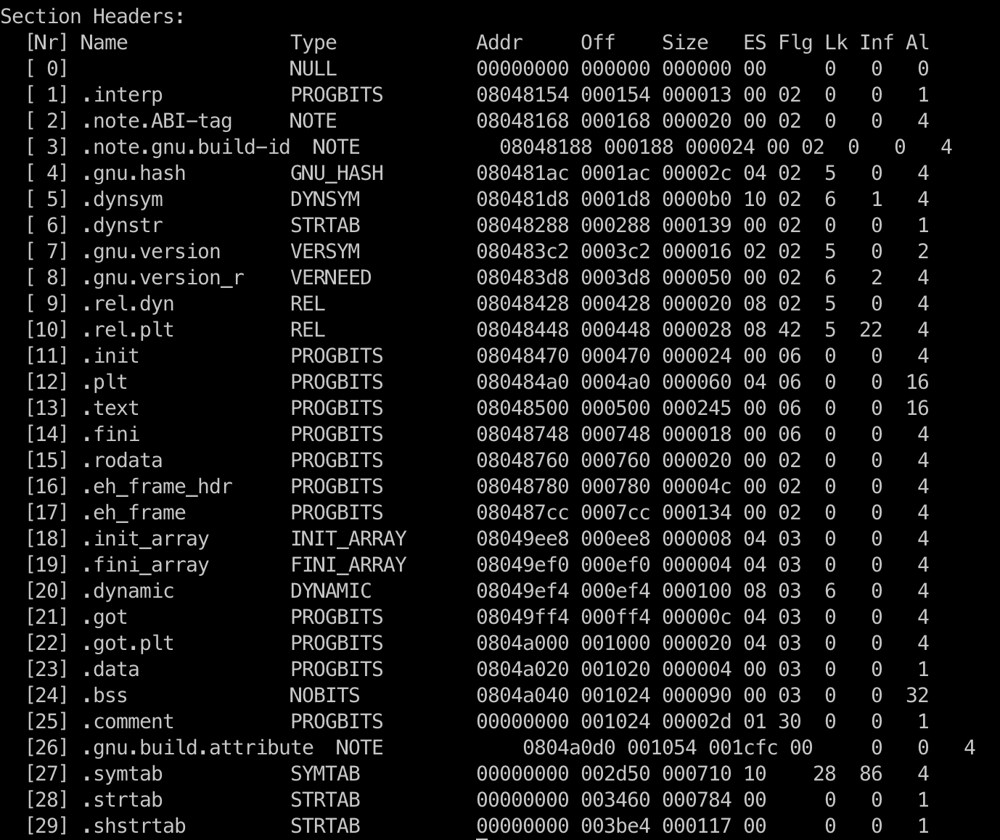 Section Headers:
  [Nr] Name              Type            Addr     Off    Size   ES Flg Lk Inf Al
  [ 0]                   NULL            00000000 000000 000000 00     0  0   0
  [ 1] .interp           PROGBITS        08048154 000154 000013 00 02  0   0   1
  [ 2] .note.ABI-tag     NOTE            08048168 000168 000020 00 02  0   0   4
  [ 3] .note.gnu.build-id  NOTE            08048188 000188 000024 00 02  0   0   4
  [ 4] .gnu.hash         GNU_HASH        080481ac 0001ac 00002c 04 02  5   0   4
  [ 5] .dynsym           DYNSYM          080481d8 0001d8 0000b0 10 02  6   1   4
  [ 6] .dynstr           STRTAB          08048288 000288 000139 00 02  0   0   1
  [ 7] .gnu.version      VERSYM          080483c2 0003c2 000016 02 02  5   0   2
  [ 8] .gnu.version_r    VERNEED         080483d8 0003d8 000050 00 02  6   2   4
  [ 9] .rel.dyn          REL             08048428 000428 000020 08 02  5   0   4
  [10] .rel.plt          REL             08048448 000448 000028 08 42  5  22   4
  [11] .init             PROGBITS        08048470 000470 000024 00 06  0   0   4
  [12] .plt              PROGBITS        080484a0 0004a0 000060 04 06  0   0  16
  [13] .text             PROGBITS        08048500 000500 000245 00 06  0   0  16
  [14] .fini             PROGBITS        08048748 000748 000018 00 06  0   0   4
  [15] .rodata           PROGBITS        08048760 000760 000020 00 02  0   0   4
  [16] .eh_frame_hdr     PROGBITS        08048780 000780 00004c 00 02  0   0   4
  [17] .eh_frame         PROGBITS        080487cc 0007cc 000134 00 02  0   0   4
  [18] .init_array       INIT_ARRAY      08049ee8 000ee8 000008 04 03  0   0   4
  [19] .fini_array       FINI_ARRAY      08049ef0 000ef0 000004 04 03  0   0   4
  [20] .dynamic          DYNAMIC         08049ef4 000ef4 000100 08 03  6   0   4
  [21] .got              PROGBITS        08049ff4 000ff4 00000c 04 03  0   0   4
  [22] .got.plt          PROGBITS        0804a000 001000 000020 04 03  0   0   4
  [23] .data             PROGBITS        0804a020 001020 000004 00 03  0   0   1
  [24] .bss              NOBITS          0804a040 001024 000090 00 03  0   0  32
  [25] .comment          PROGBITS        00000000 001024 00002d 01 30  0   0   1
  [26] .gnu.build.attribute  NOTE            0804a0d0 001054 001cfc 00     0   0   4
  [27] .symtab           SYMTAB          00000000 002d50 000710 10    28  86   4
  [28] .strtab           STRTAB          00000000 003460 000784 00     0   0   1
  [29] .shstrtab         STRTAB          00000000 003be4 000117 00     0   0   1